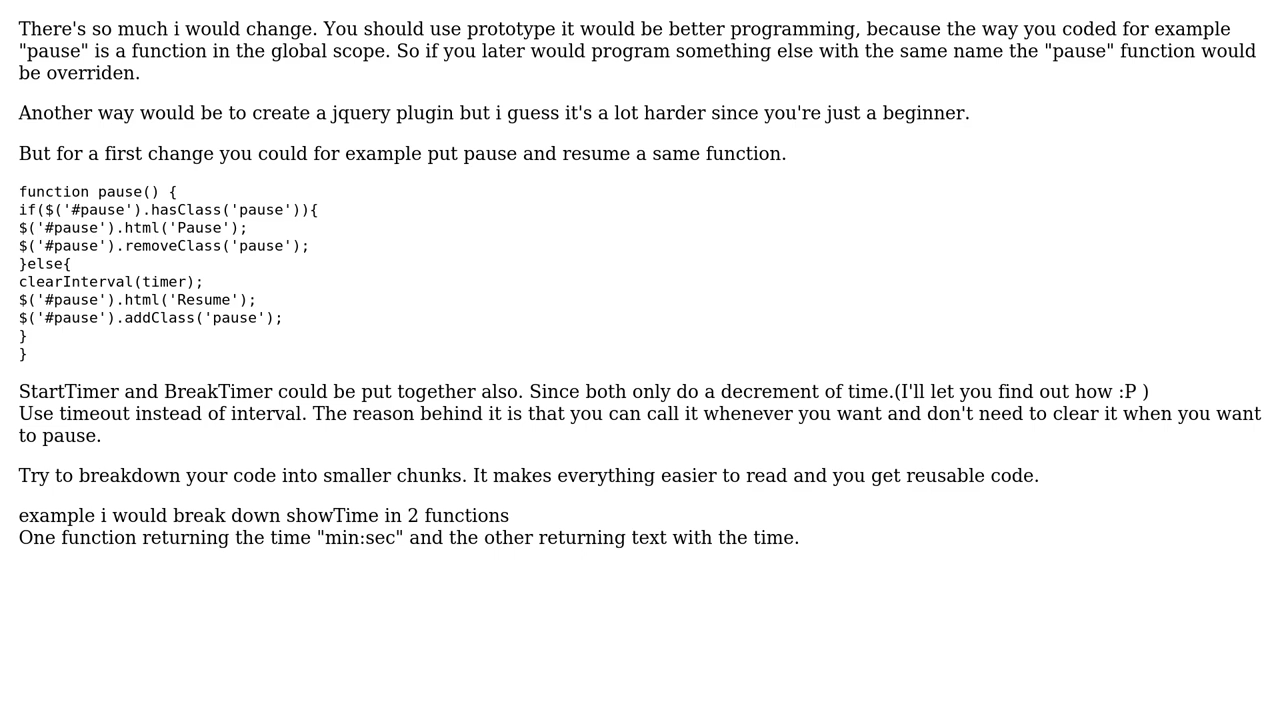 There's so much i would change. You should use prototype it would be better programming, because the way you coded for example
"pause" is a function in the global scope. So if you later would program something else with the same name the "pause" function would
be overriden.
Another way would be to create a jquery plugin but i guess it's a lot harder since you're just a beginner.
But for a first change you could for example put pause and resume a same function.
function pause() {
if($('#pause').hasClass('pause')){
$('#pause').html('Pause');
$('#pause').removeClass('pause');
}else{
clearInterval(timer);
$('#pause').html('Resume');
$('#pause').addClass('pause');
}
}
StartTimer and BreakTimer could be put together also. Since both only do a decrement of time.(I'll let you find out how :P )
Use timeout instead of interval. The reason behind it is that you can call it whenever you want and don't need to clear it when you want
to pause.
Try to breakdown your code into smaller chunks. It makes everything easier to read and you get reusable code.
example i would break down showTime in 2 functions
One function returning the time "min:sec" and the other returning text with the time.